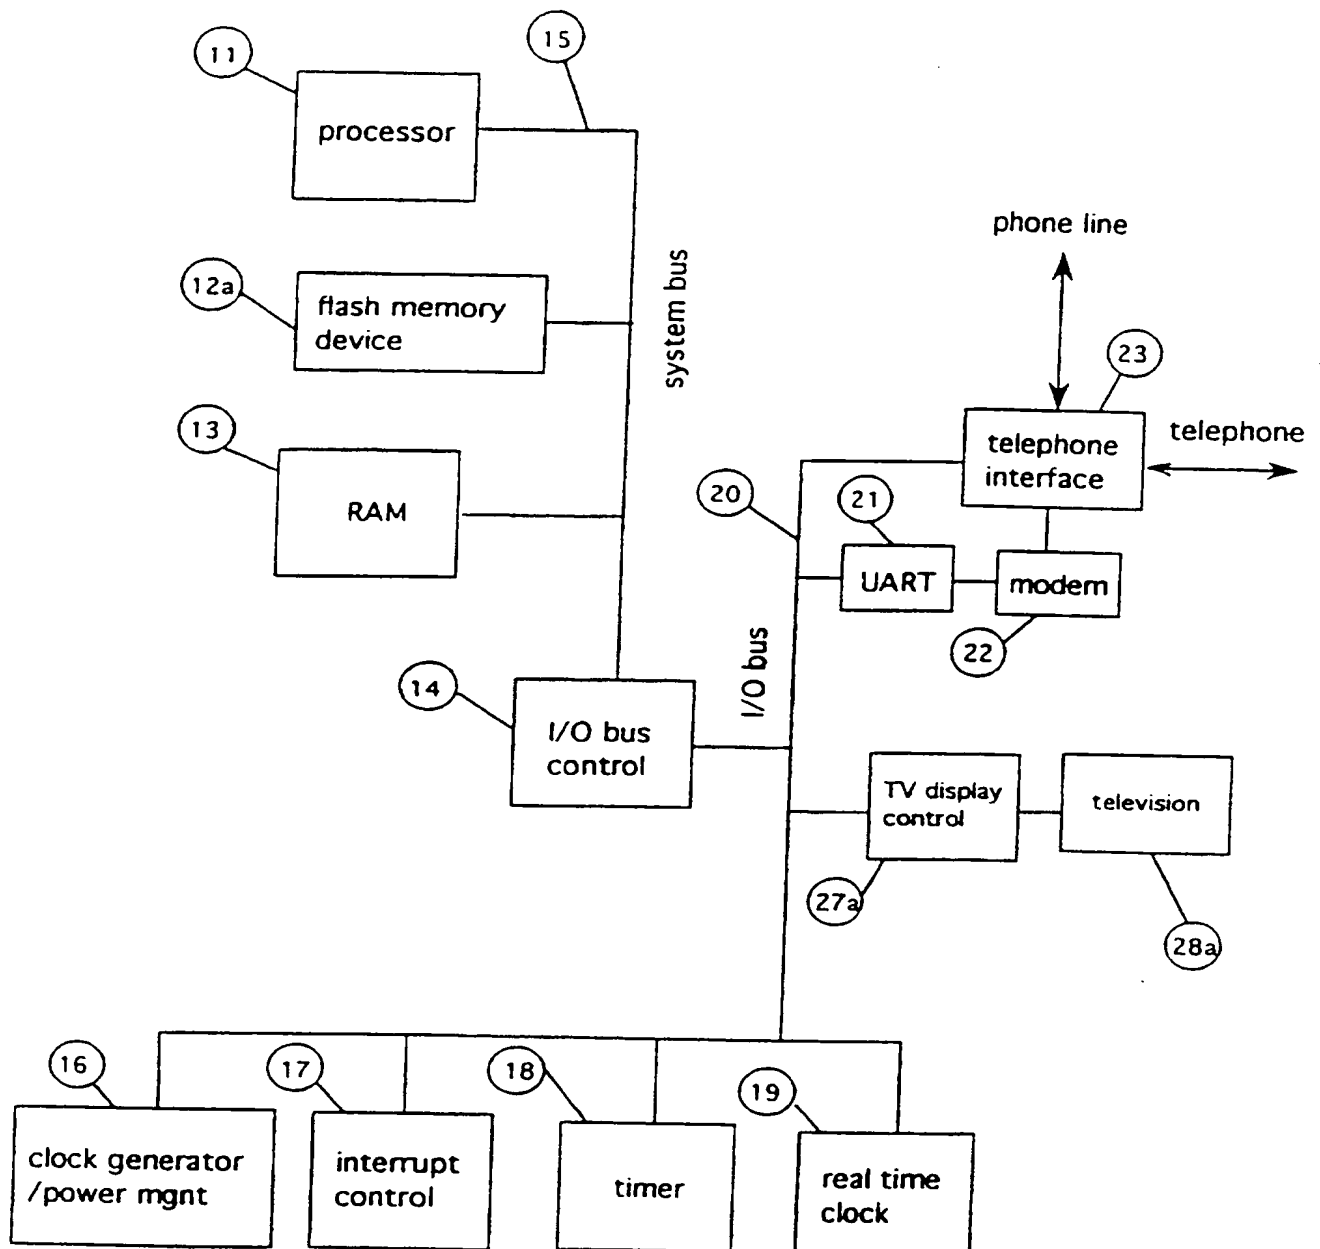 11
15
processor
phone line
12a
flash memory
device
system bus
23
13
telephone
interface
telephone
RAM
20
21
UART
modem
22
14
I/O bus
I/O bus
control
TV display
control
television
27a
28a
16
17
18
19
clock generator
/power mgnt
interrupt
control
timer
real time
clock